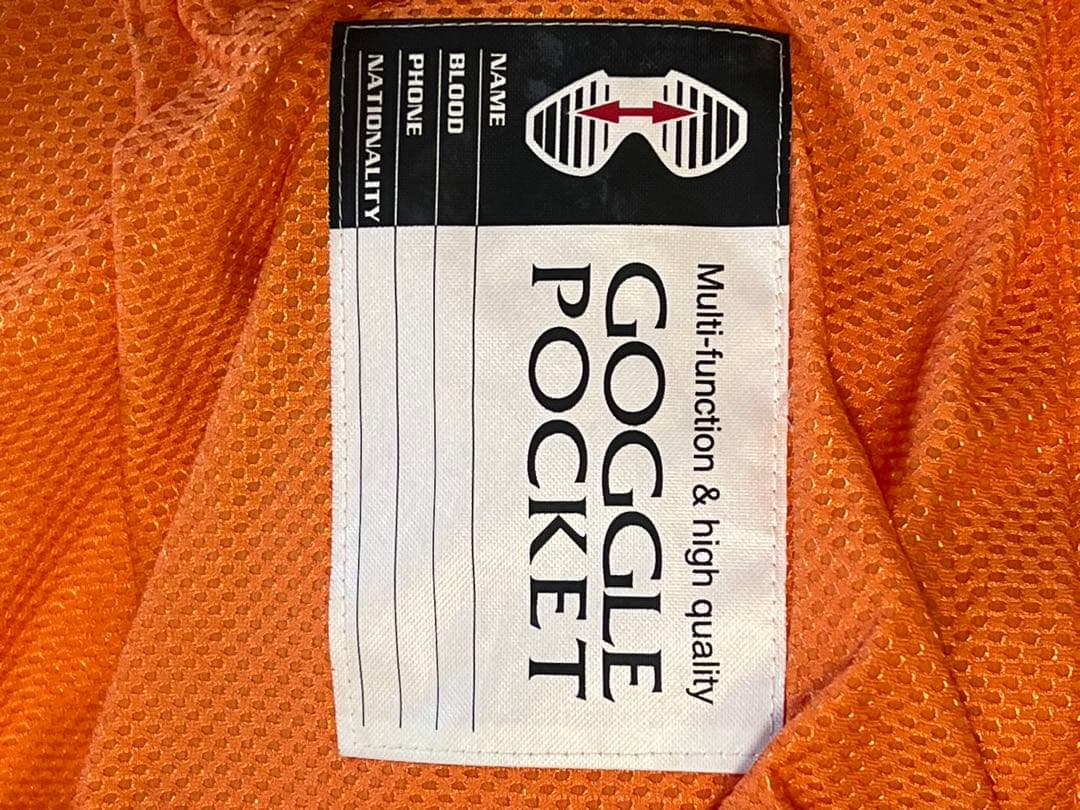 Multi-function & high quality
GOGGLE
POCKET
NAME
BLOOD
PHONE
NATIONALITY